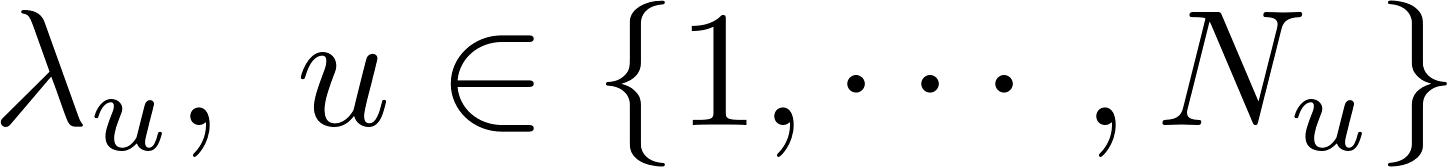 λ_u, u ∈ {1, ⋯ , N_u}